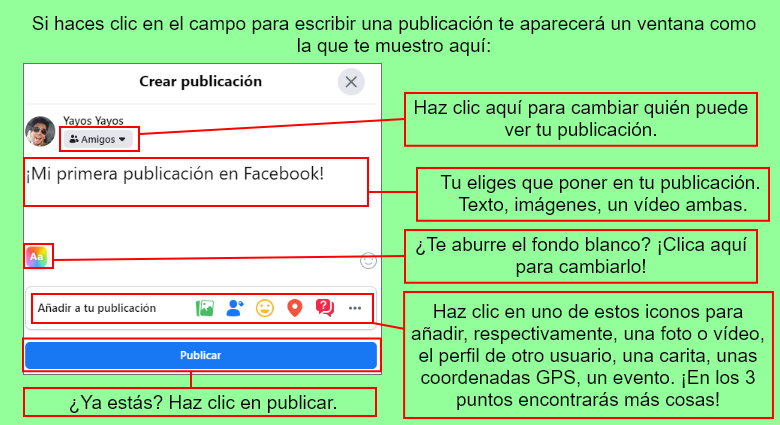 Si haces clic en el campo para escribir una publicación te aparecerá un ventana como
la que te muestro aquí:
Crear publicación
Yayos Yayos
Amigos
Haz clic aquí para cambiar quién puede
ver tu publicación.
¡Mi primera publicación en Facebook!
Tu eliges que poner en tu publicación.
Texto, imágenes, un vídeo ambas.
Aa
¿Te aburre el fondo blanco? ¡Clica aquí
para cambiarlo!
Añadir a tu publicación
Haz clic en uno de estos iconos para
añadir, respectivamente, una foto o vídeo,
el perfil de otro usuario, una carita, unas
coordenadas GPS, un evento. ¡En los 3
puntos encontrarás más cosas!
Publicar
¿Ya estás? Haz clic en publicar.